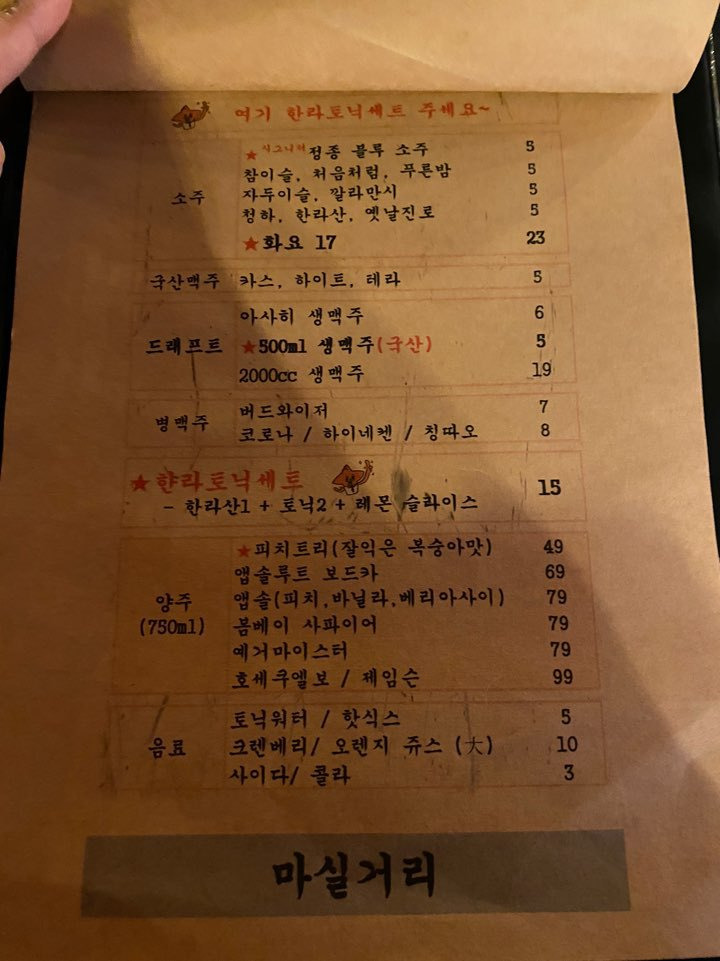 여기 한라토닉세트 주세요~
소주
★시그니처 정종 블루 소주 5
참이슬, 처음처럼, 푸른밤 5
자두이슬, 깔라만시 5
청하, 한라산, 옛날진로 5
★화요 17 23
국산맥주 카스, 하이트, 테라 5
드래프트
아사히 생맥주 6
★500ml 생맥주(국산) 5
2000cc 생맥주 19
병맥주
버드와이저 7
코로나 / 하이네켄 / 칭따오 8
★햔라토닉세트 15
- 한라산1 + 토닉2 + 레몬 슬라이스
양주
(750ml)
★피치트리(잘익은 복숭아맛) 49
앱솔루트 보드카 69
앱솔(피치,바닐라,베리아사이) 79
봄베이 사파이어 79
예거마이스터 79
호세쿠엘보 / 제임슨 99
음료
토닉워터 / 핫식스 5
크렌베리/ 오렌지 쥬스 (大) 10
사이다/ 콜라 3
마실거리